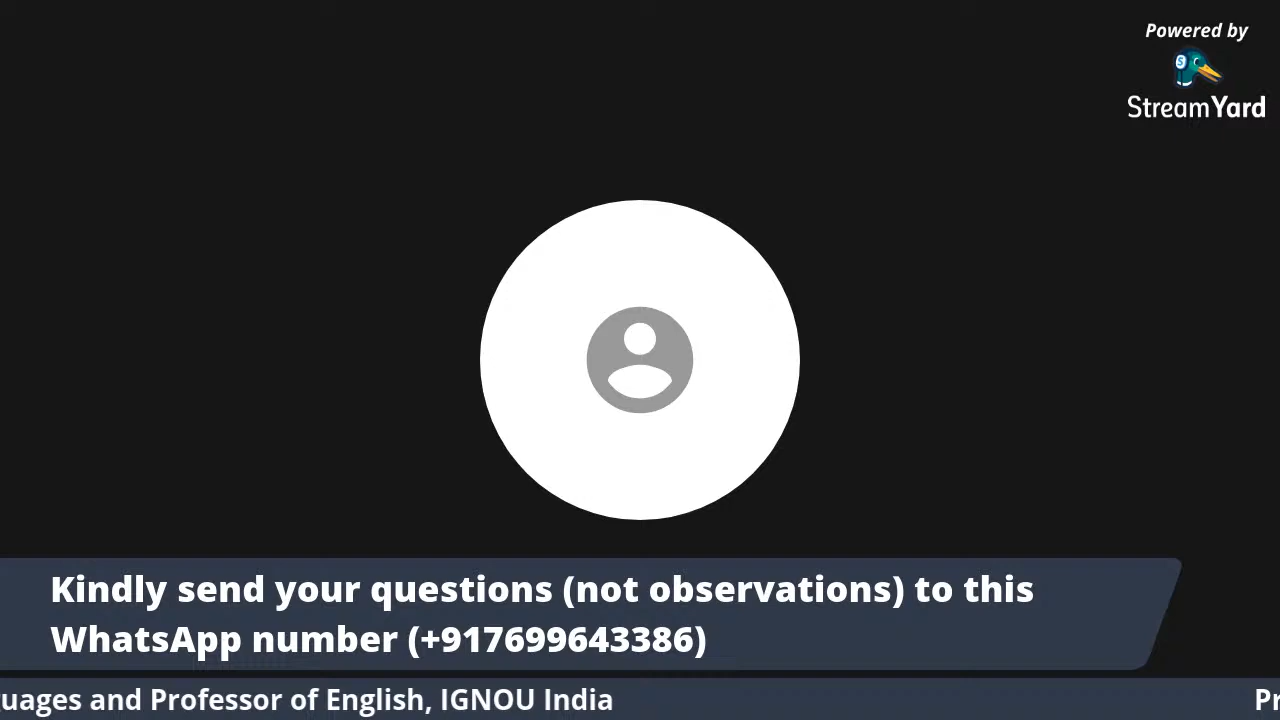 Powered by
StreamYard
Kindly send your questions (not observations) to this
WhatsApp number (+917699643386)
uages and Professor of English, IGNOU India